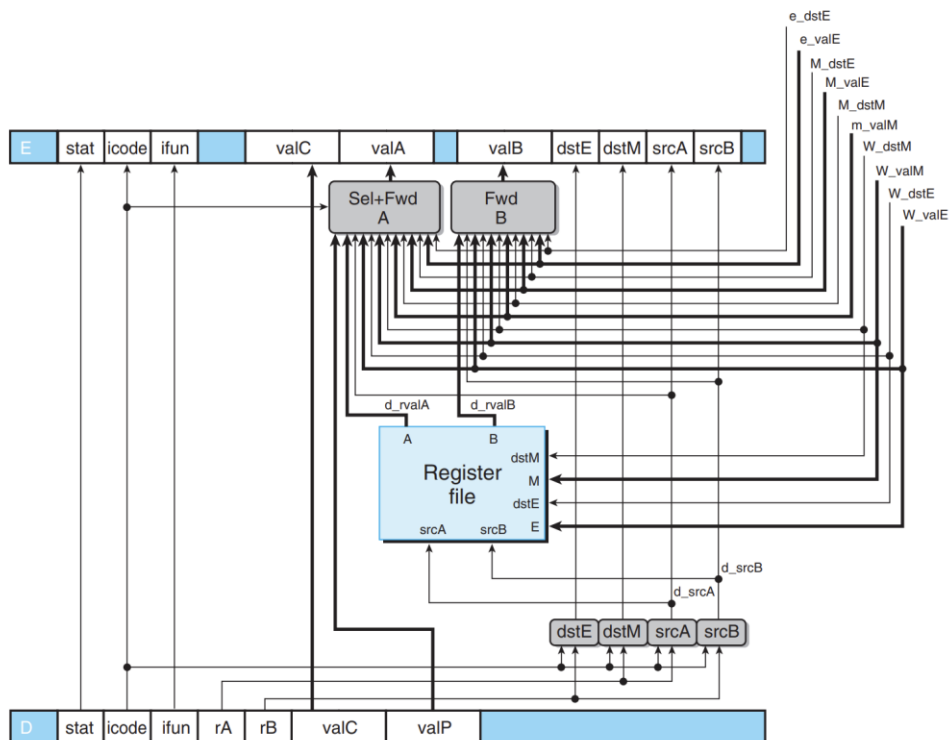 e_dstE
e_valE
M_dstE
M_valE
M_dstM
m_valM
W_dstM
W_valM
W_dstE
W_valE
E stat icode ifun valC valA valB dstE dstM srcA srcB
Sel+Fwd
A
Fwd
B
d_rvalA d_rvalB
A B
dstM
Register
file
M
dstE
E
srcA srcB
d_srcB
d_srcA
dstE dstM srcA srcB
D stat icode ifun rA rB valC valP